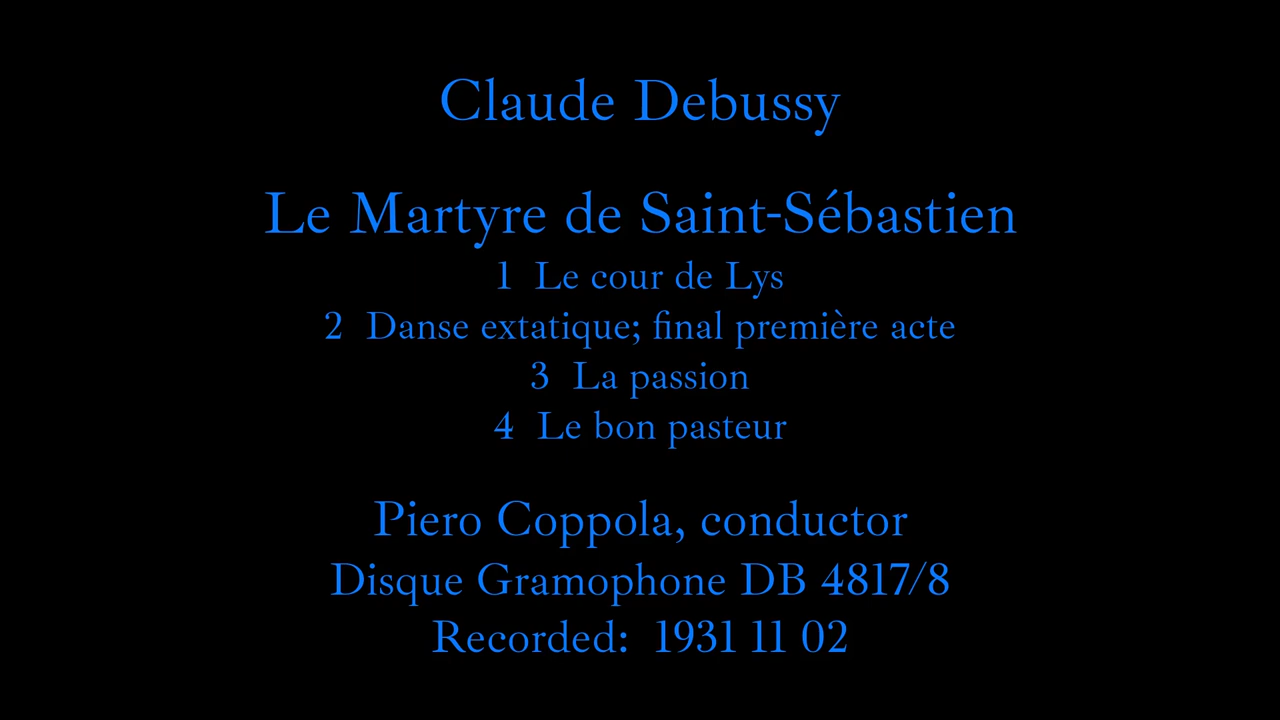 Claude Debussy
Le Martyre de Saint-Sébastien
1 Le cour de Lys
2 Danse extatique; final première acte
3 La passion
4 Le bon pasteur
Piero Coppola, conductor
Disque Gramophone DB 4817/8
Recorded: 1931 11 02